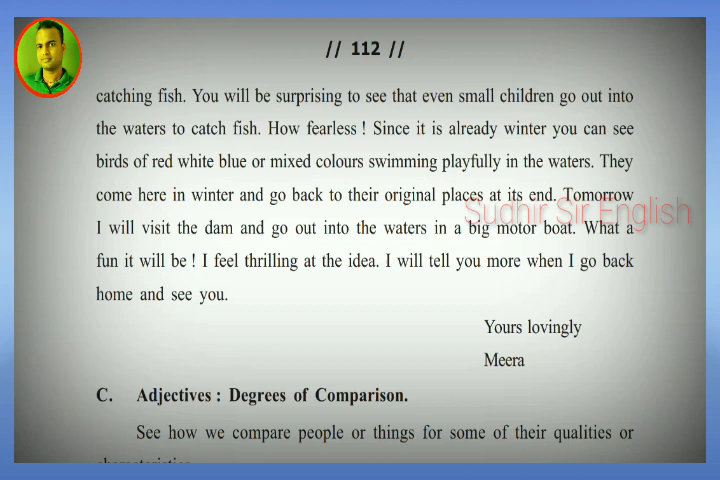 // 112 //
catching fish. You will be surprising to see that even small children go out into
the waters to catch fish. How fearless ! Since it is already winter you can see
birds of red white blue or mixed colours swimming playfully in the waters. They
come here in winter and go back to their original places at its end. Tomorrow
Sudhir Sir English
I will visit the dam and go out into the waters in a big motor boat. What a
fun it will be ! I feel thrilling at the idea. I will tell you more when I go back
home and see you.
Yours lovingly
Meera
C. Adjectives : Degrees of Comparison.
See how we compare people or things for some of their qualities or